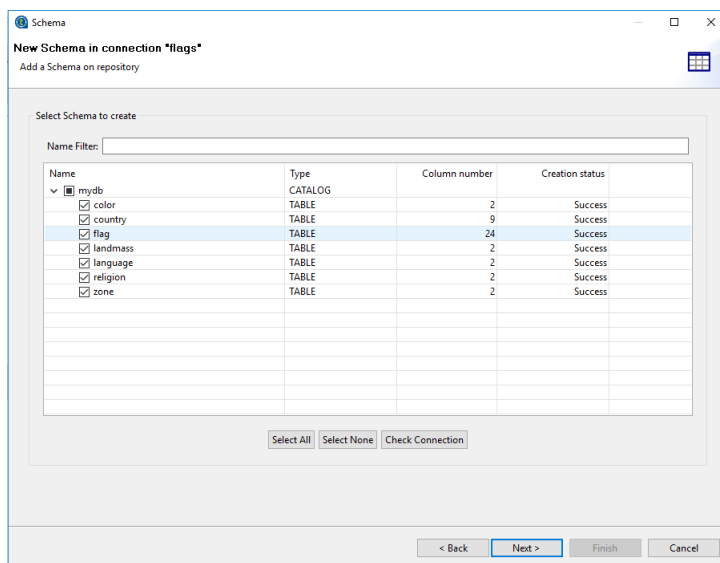 Schema
New Schema in connection "flags"
Add a Schema on repository
Select Schema to create
Name Filter:
Name Type Column number Creation status
mydb CATALOG
color TABLE 2 Success
country TABLE 9 Success
flag TABLE 24 Success
landmass TABLE 2 Success
language TABLE 2 Success
religion TABLE 2 Success
zone TABLE 2 Success
Select All Select None Check Connection
< Back Next > Finish Cancel